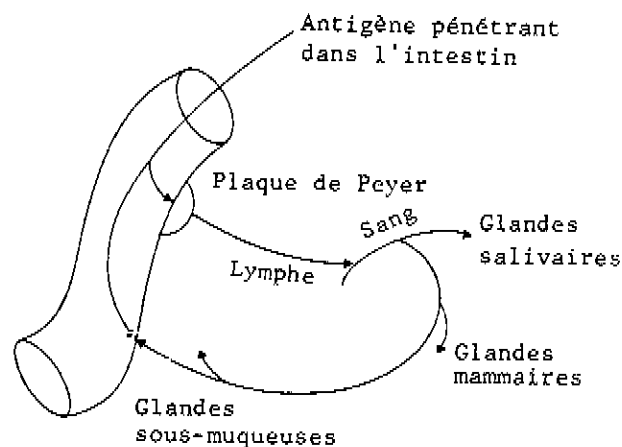 Antigène pénétrant
dans l'intestin
Plaque de Peyer
Sang
Lymphe
Glandes
salivaires
Glandes
mammaires
Glandes
sous-muqueuses